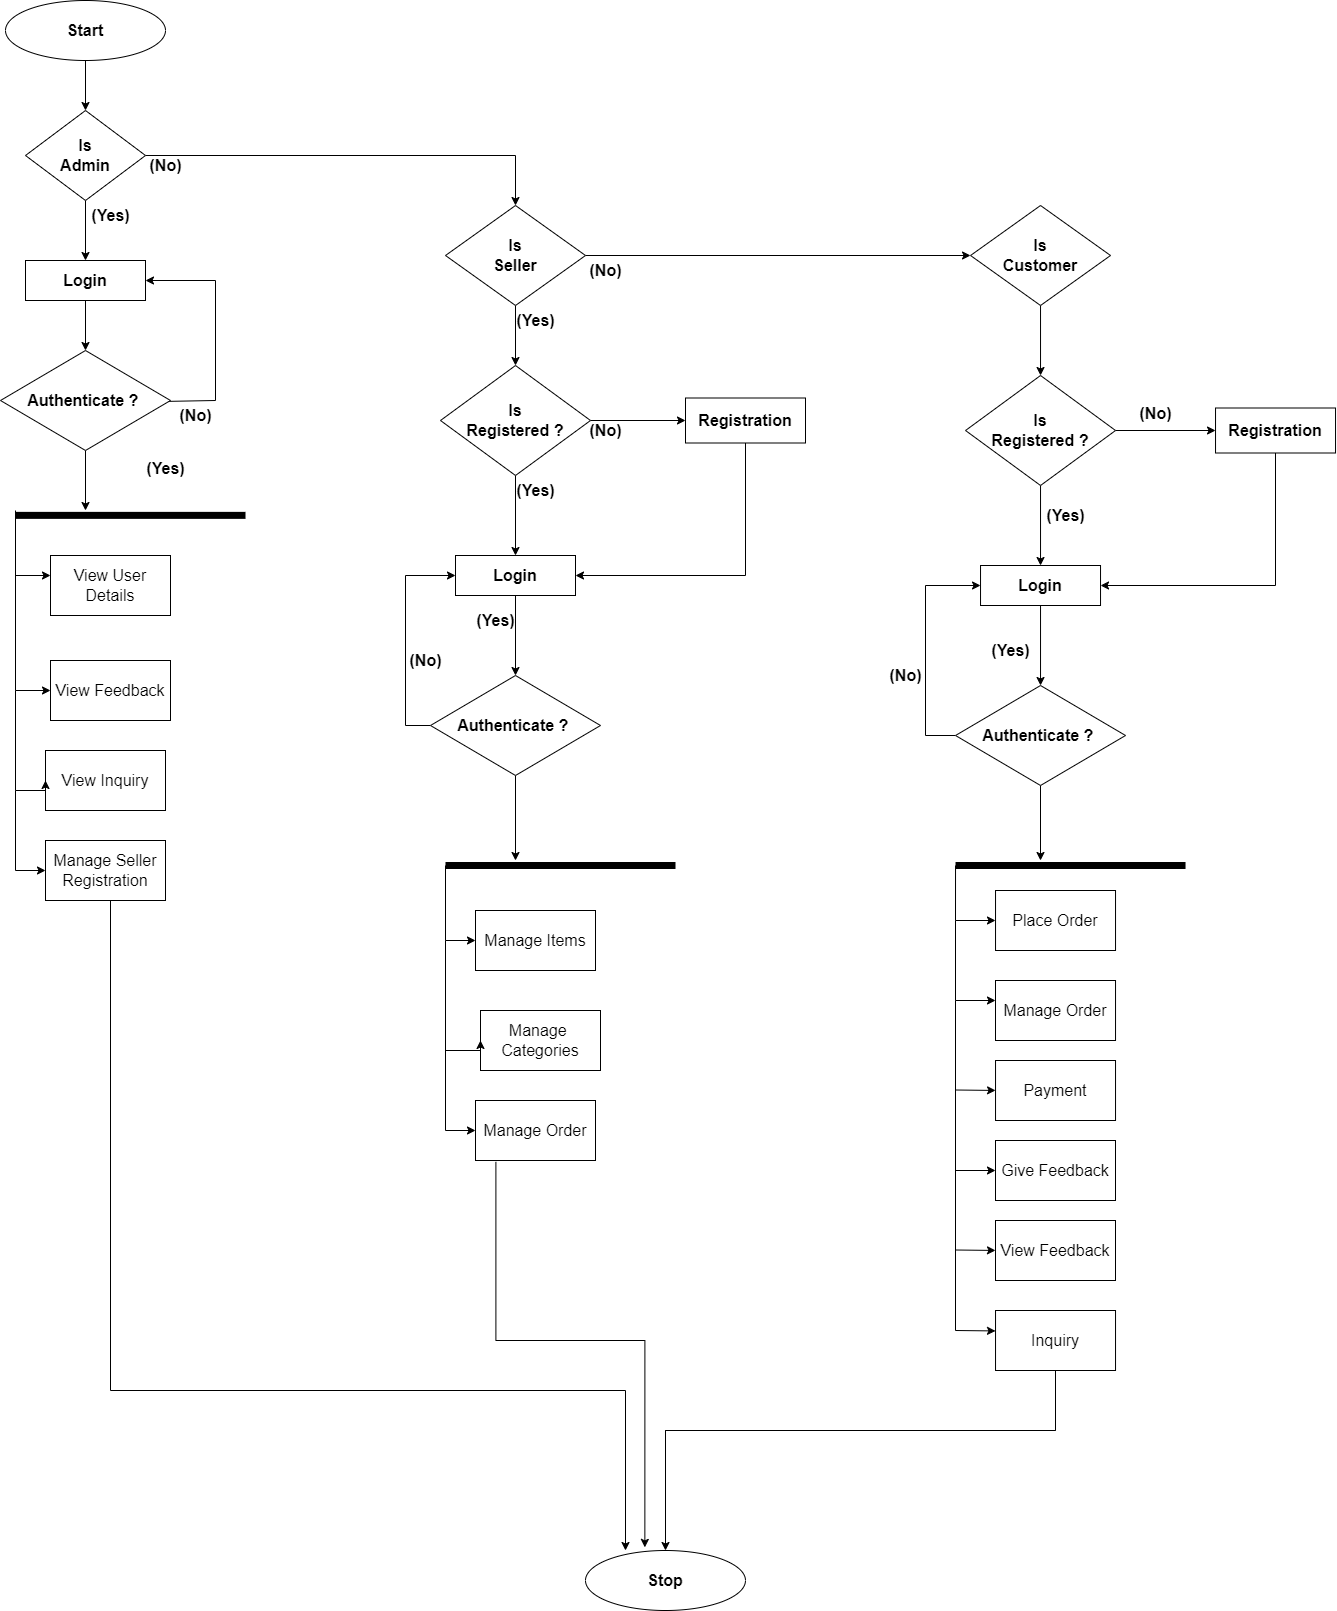 Start
Is
Admin
(No)
(Yes)
Login
Authenticate ?
(No)
(Yes)
View User
Details
View Feedback
View Inquiry
Manage Seller
Registration
Is
Seller
(No)
(Yes)
Is
Registered ?
(No)
Registration
(Yes)
Login
(Yes)
(No)
Authenticate ?
Manage Items
Manage
Categories
Manage Order
Is
Customer
Is
Registered ?
(No)
Registration
(Yes)
Login
(Yes)
(No)
Authenticate ?
Place Order
Manage Order
Payment
Give Feedback
View Feedback
Inquiry
Stop